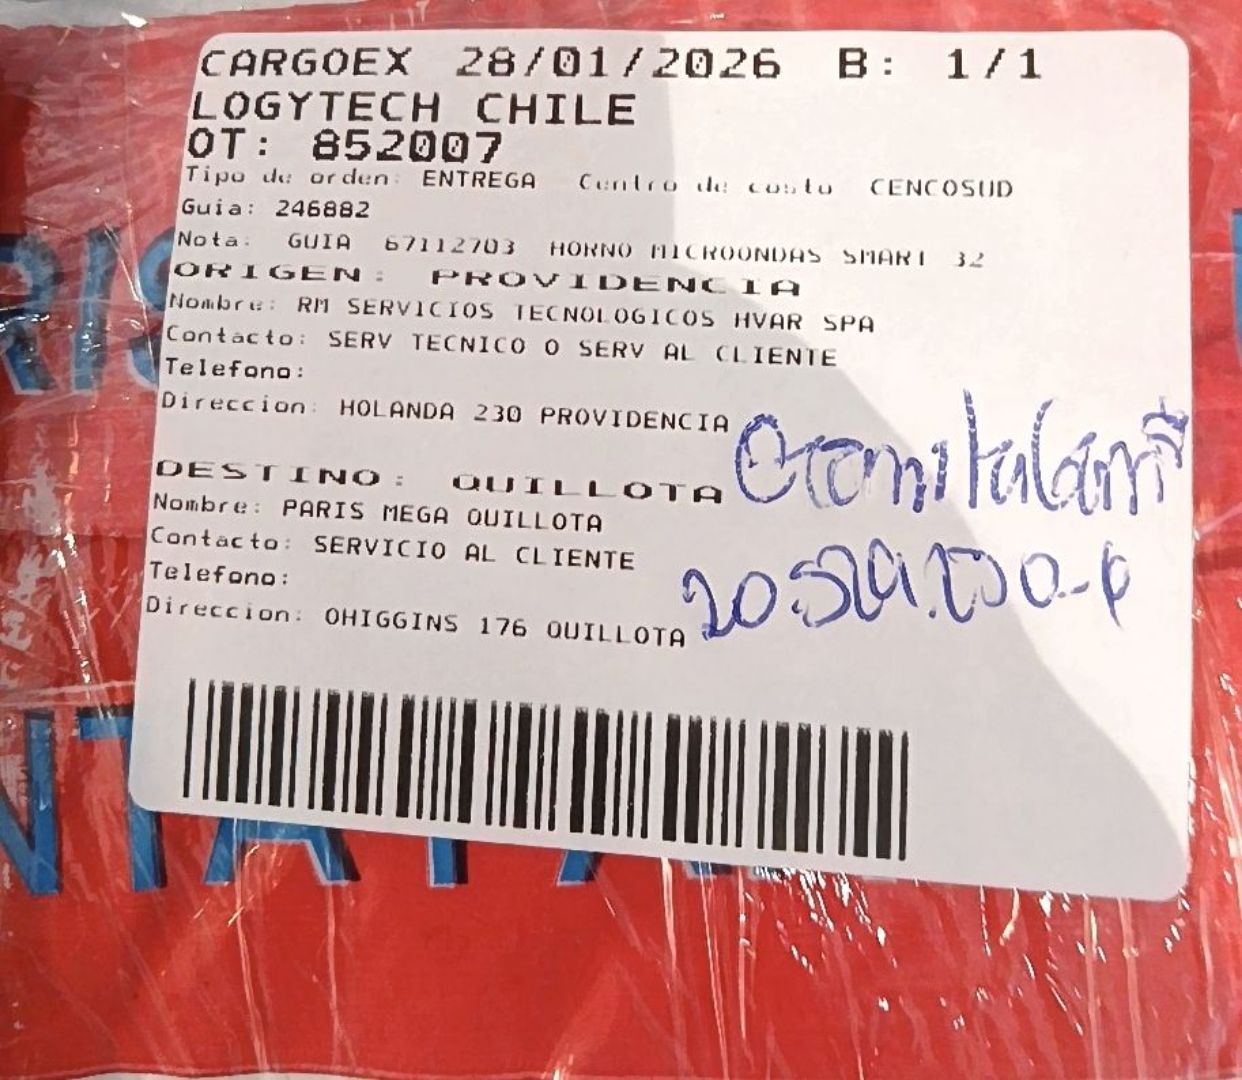 CARGOEX 28/01/2026 B: 1/1
LOGYTECH CHILE
OT: 852007
Tipo de orden: ENTREGA Centro de costo CENCOSUD
Guia: 246882
Nota: GUIA 67112703 HORNO MICROONDAS SMART 32
ORIGEN: PROVIDENCIA
Nombre: RM SERVICIOS TECNOLOGICOS HVAR SPA
Contacto: SERV TECNICO O SERV AL CLIENTE
Telefono:
Direccion: HOLANDA 230 PROVIDENCIA
DESTINO: QUILLOTA
Nombre: PARIS MEGA QUILLOTA
Contacto: SERVICIO AL CLIENTE
Telefono:
Direccion: OHIGGINS 176 QUILLOTA